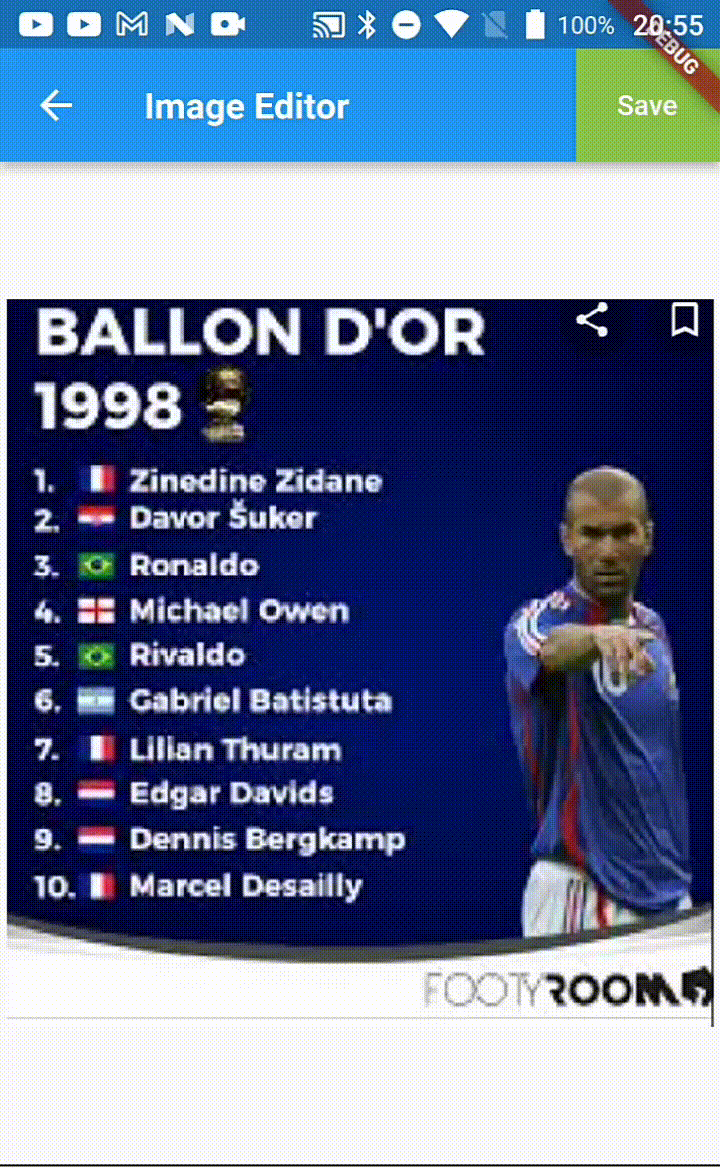 100% 20:55
DEBUG
Image Editor
Save
BALLON D'OR
1998
1. Zinedine Zidane
2. Davor Šuker
3. Ronaldo
4. Michael Owen
5. Rivaldo
6. Gabriel Batistuta
7. Lilian Thuram
8. Edgar Davids
9. Dennis Bergkamp
10. Marcel Desailly
FOOTYROOM